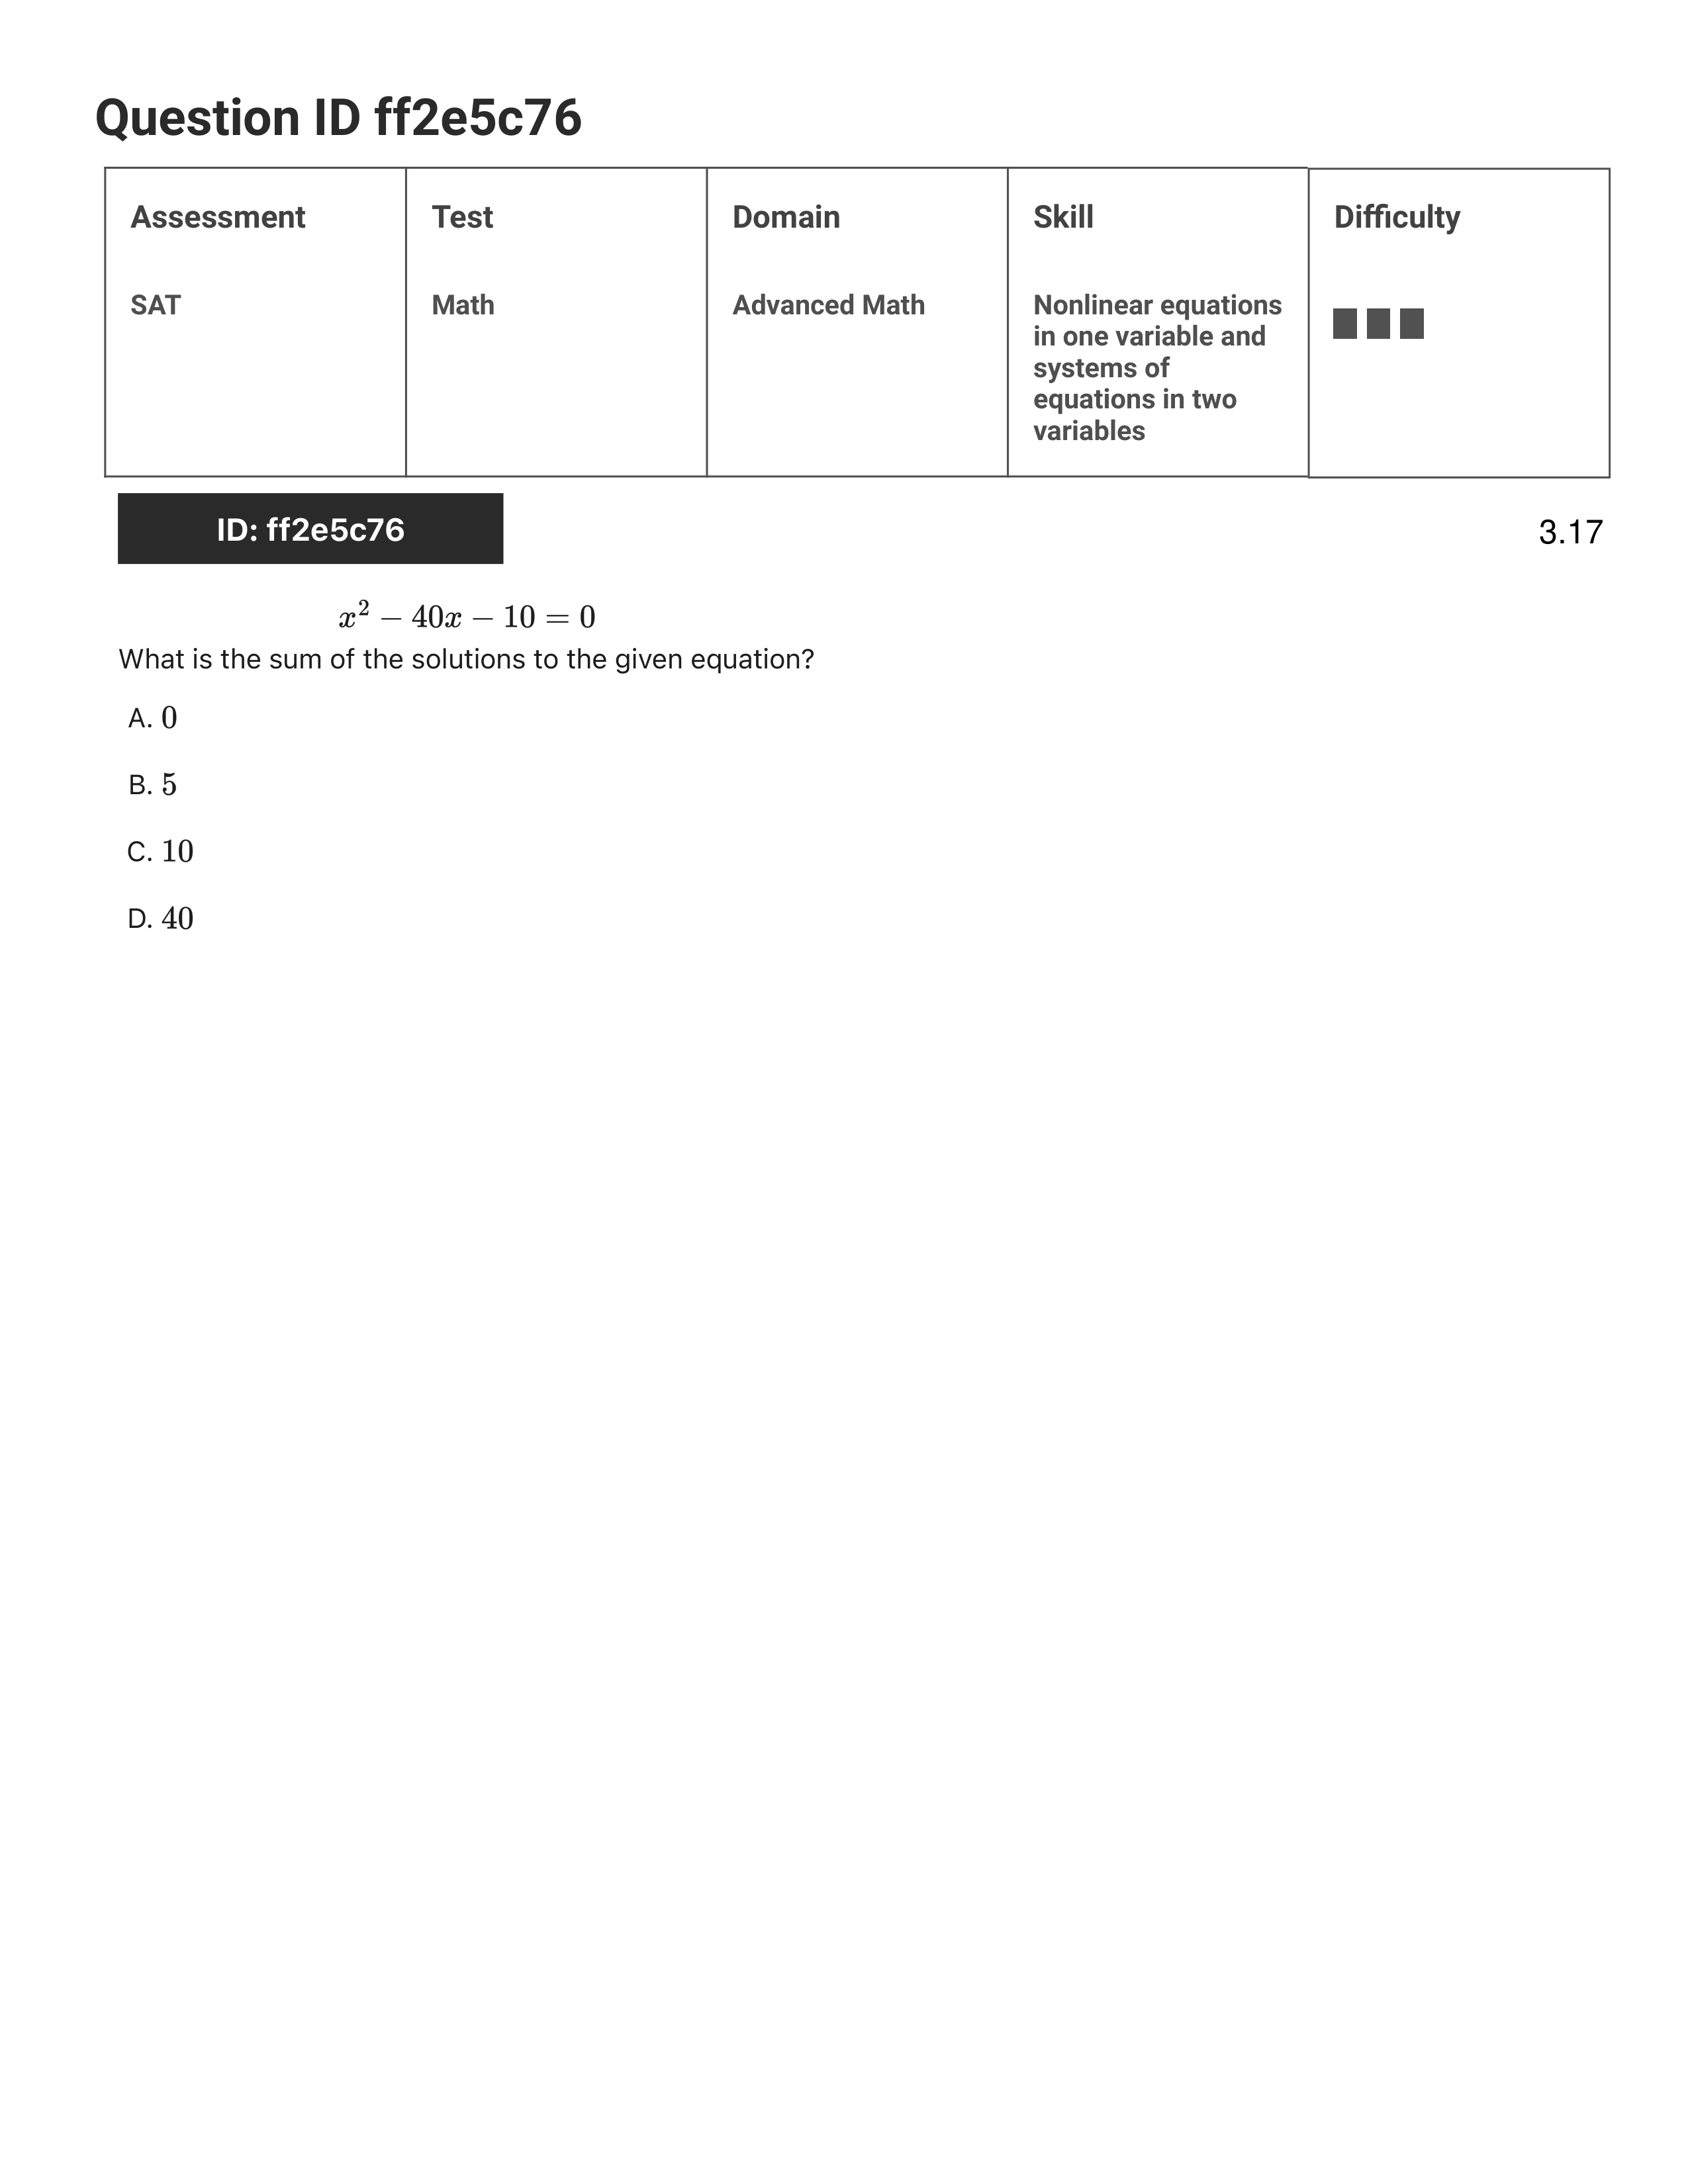 Question ID ff2e5c76
Assessment
Test
Domain
Skill
Difficulty
SAT
Math
Advanced Math
Nonlinear equations
in one variable and
systems of
equations in two
variables
ID: ff2e5c76
3.17
x² − 40x − 10 = 0
What is the sum of the solutions to the given equation?
A. 0
B. 5
C. 10
D. 40